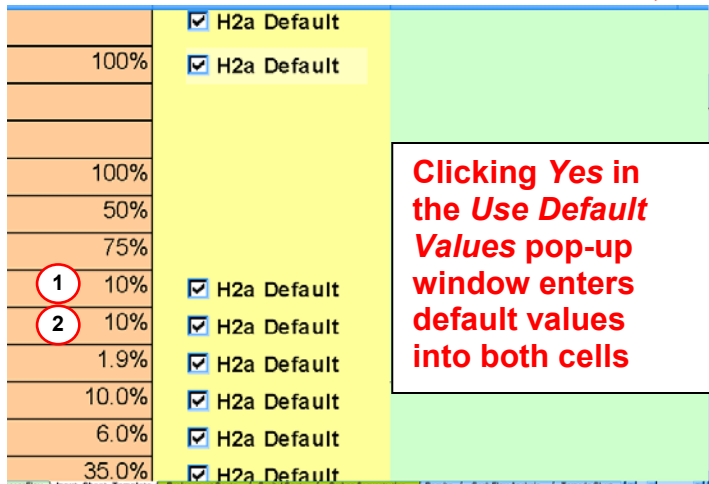 H2a Default
100% H2a Default
100%
50%
75%
1 10% H2a Default
2 10% H2a Default
1.9% H2a Default
10.0% H2a Default
6.0% H2a Default
35.0% H2a Default
Clicking Yes in
the Use Default
Values pop-up
window enters
default values
into both cells